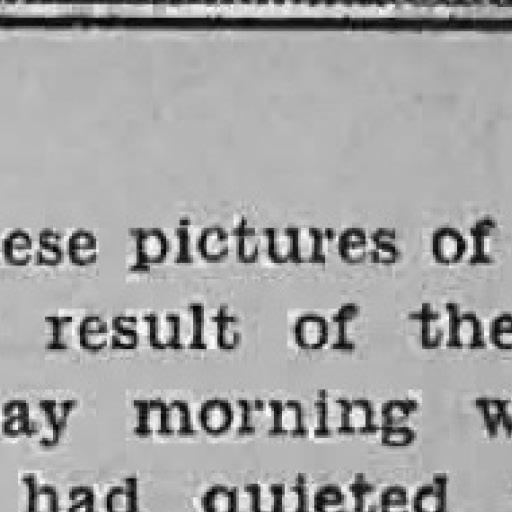 ese pictures of
result of the
ay morning w
had quieted